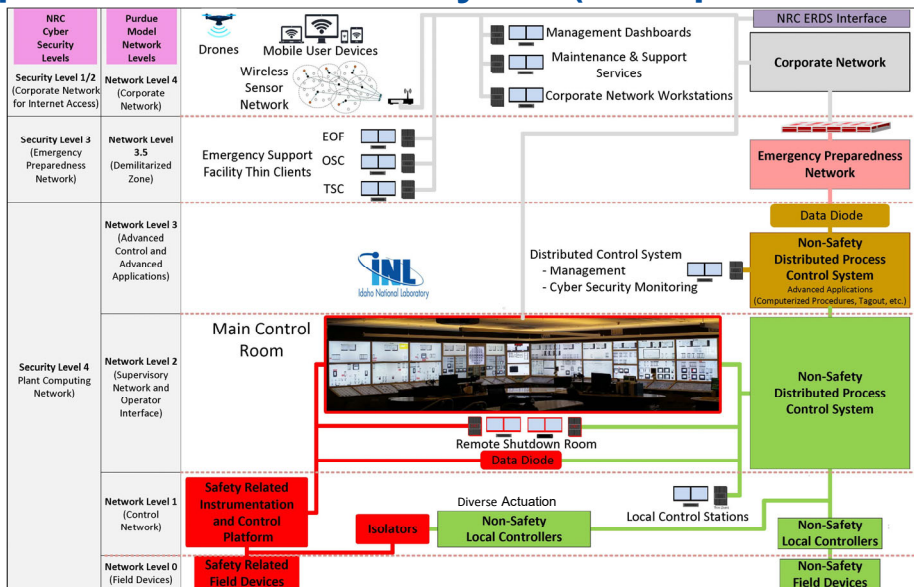 NRC
Cyber
Security
Levels
Purdue
Model
Network
Levels
Drones
Mobile User Devices
Wireless
Sensor
Network
Management Dashboards
Maintenance & Support
Services
Corporate Network Workstations
NRC ERDS Interface
Corporate Network
Security Level 1/2
(Corporate Network
for Internet Access)
Network Level 4
(Corporate
Network)
Security Level 3
(Emergency
Preparedness
Network)
Network Level
3.5
(Demilitarized
Zone)
Emergency Support
Facility Thin Clients
EOF
OSC
TSC
Emergency Preparedness
Network
Data Diode
Network Level 3
(Advanced
Control and
Advanced
Applications)
INL
Idaho National Laboratory
Distributed Control System
- Management
- Cyber Security Monitoring
Non-Safety
Distributed Process
Control System
Advanced Applications
(Computerized Procedures, Tagout, etc.)
Security Level 4
Plant Computing
Network)
Network Level 2
(Supervisory
Network and
Operator
Interface)
Main Control
Room
Remote Shutdown Room
Data Diode
Non-Safety
Distributed Process
Control System
Network Level 1
(Control
Network)
Safety Related
Instrumentation
and Control
Platform
Isolators
Diverse Actuation
Non-Safety
Local Controllers
Local Control Stations
Non-Safety
Local Controllers
Network Level 0
(Field Devices)
Safety Related
Field Devices
Non-Safety
Field Devices